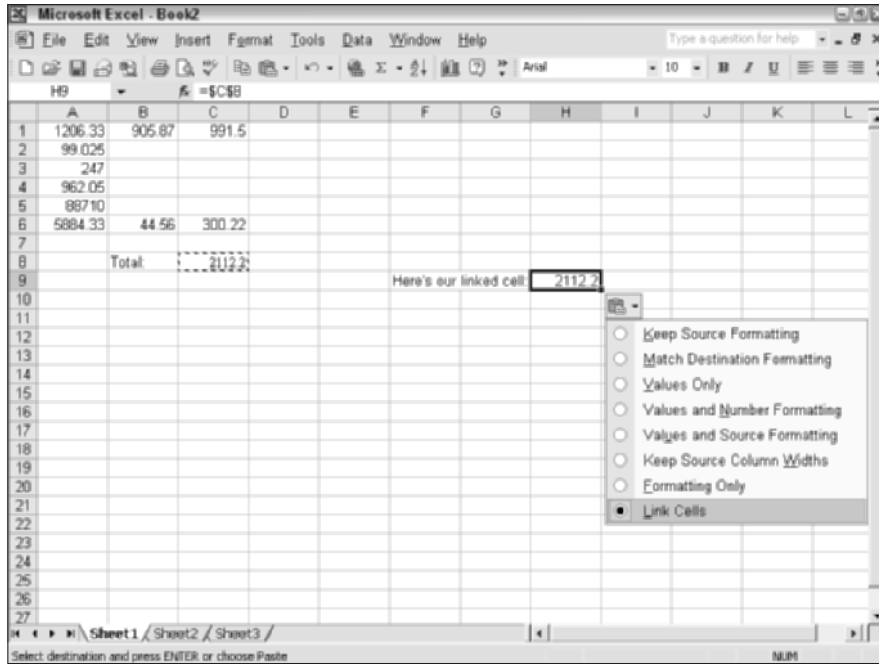 Microsoft Excel - Book2
File Edit View Insert Format Tools Data Window Help Type a question for help
Arial 10 B I U
H9 fx =$C$8
A B C D E F G H I J K L
1 1206.33 905.87 991.5
2 99.025
3 247
4 962.05
5 88710
6 5884.33 44.56 300.22
7
8 Total: 2112.2
9 Here's our linked cell: 2112.2
10
11
12 Keep Source Formatting
13 Match Destination Formatting
14 Values Only
15
16 Values and Number Formatting
17 Values and Source Formatting
18
19 Keep Source Column Widths
20 Formatting Only
21 Link Cells
22
23
24
25
26
27
Sheet1 / Sheet2 / Sheet3 /
Select destination and press ENTER or choose Paste NUM